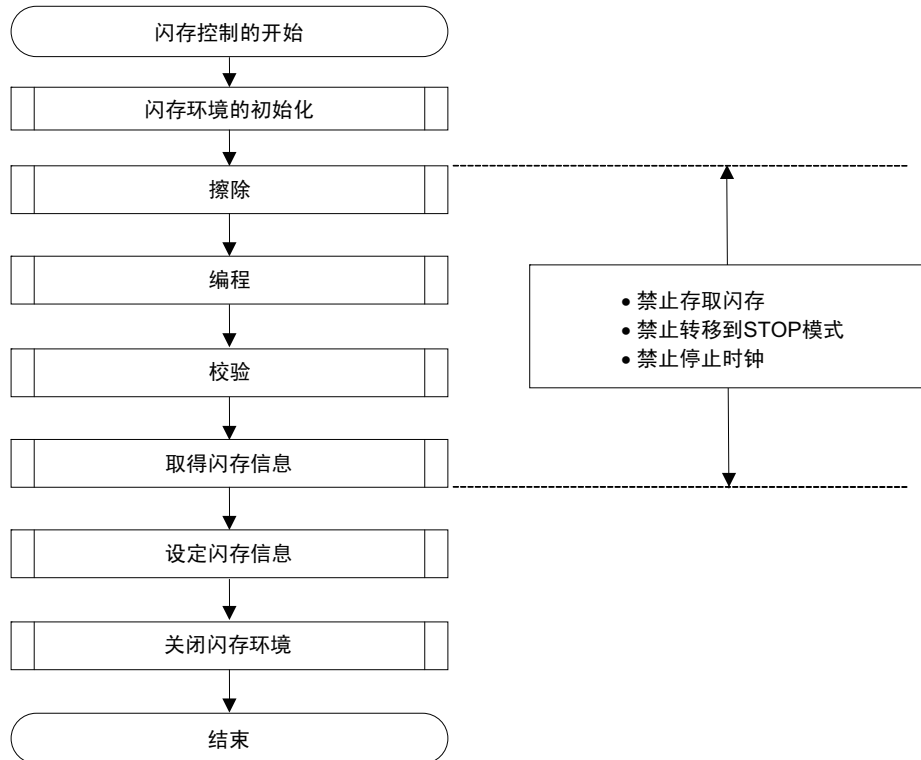 闪存控制的开始
闪存环境的初始化
擦除
编程
校验
取得闪存信息
设定闪存信息
关闭闪存环境
结束
• 禁止存取闪存
• 禁止转移到STOP模式
• 禁止停止时钟